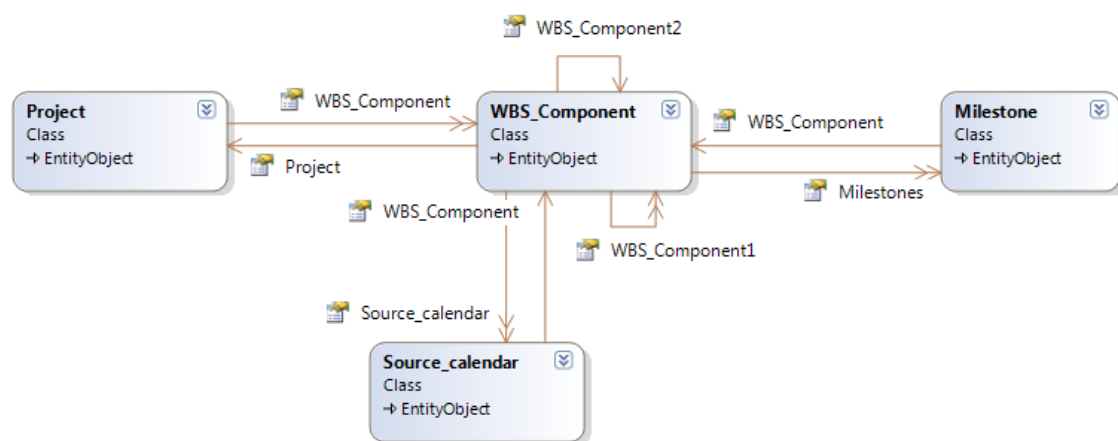 WBS_Component2
Project
Class
EntityObject
WBS_Component
Project
WBS_Component
Class
EntityObject
WBS_Component
Milestones
Milestone
Class
EntityObject
WBS_Component
WBS_Component1
Source_calendar
Source_calendar
Class
EntityObject